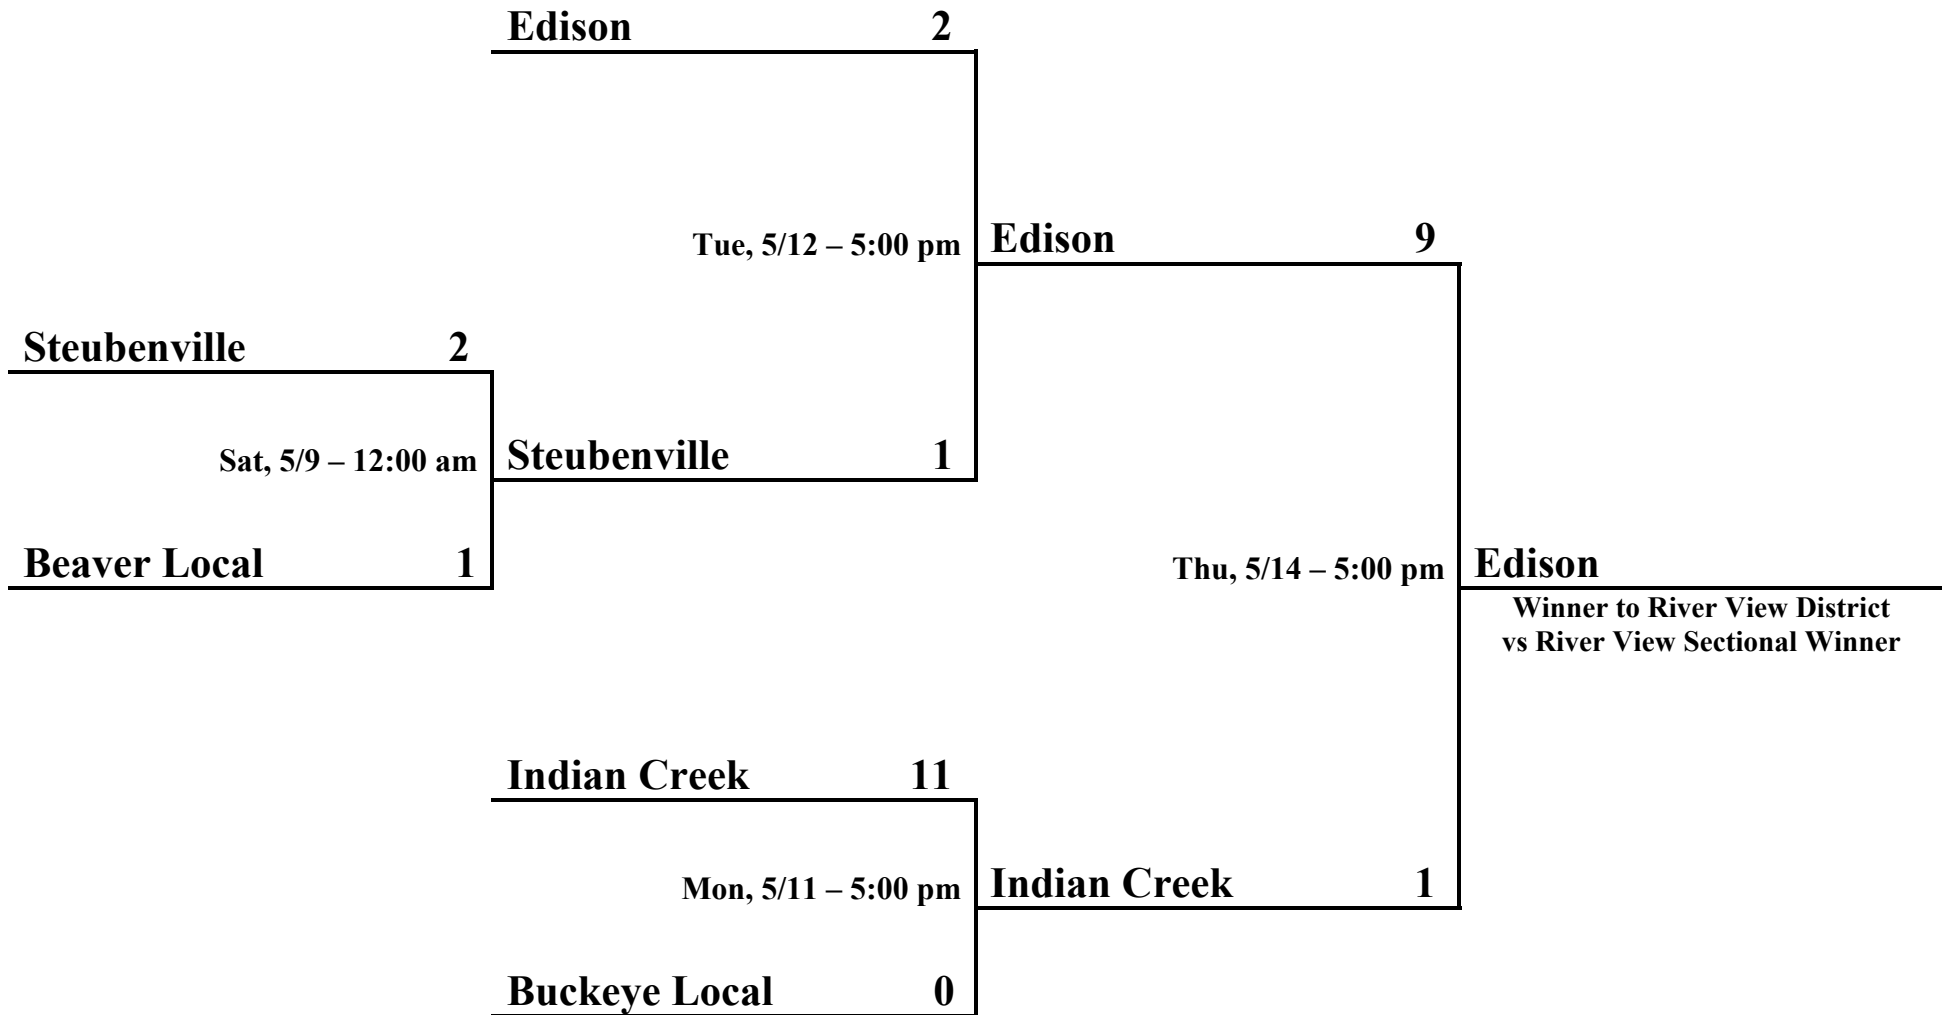 Edison 2
Tue, 5/12 – 5:00 pm
Edison 9
Steubenville 2
Sat, 5/9 – 12:00 am
Steubenville 1
Beaver Local 1
Thu, 5/14 – 5:00 pm
Edison
Winner to River View District
vs River View Sectional Winner
Indian Creek 11
Mon, 5/11 – 5:00 pm
Indian Creek 1
Buckeye Local 0